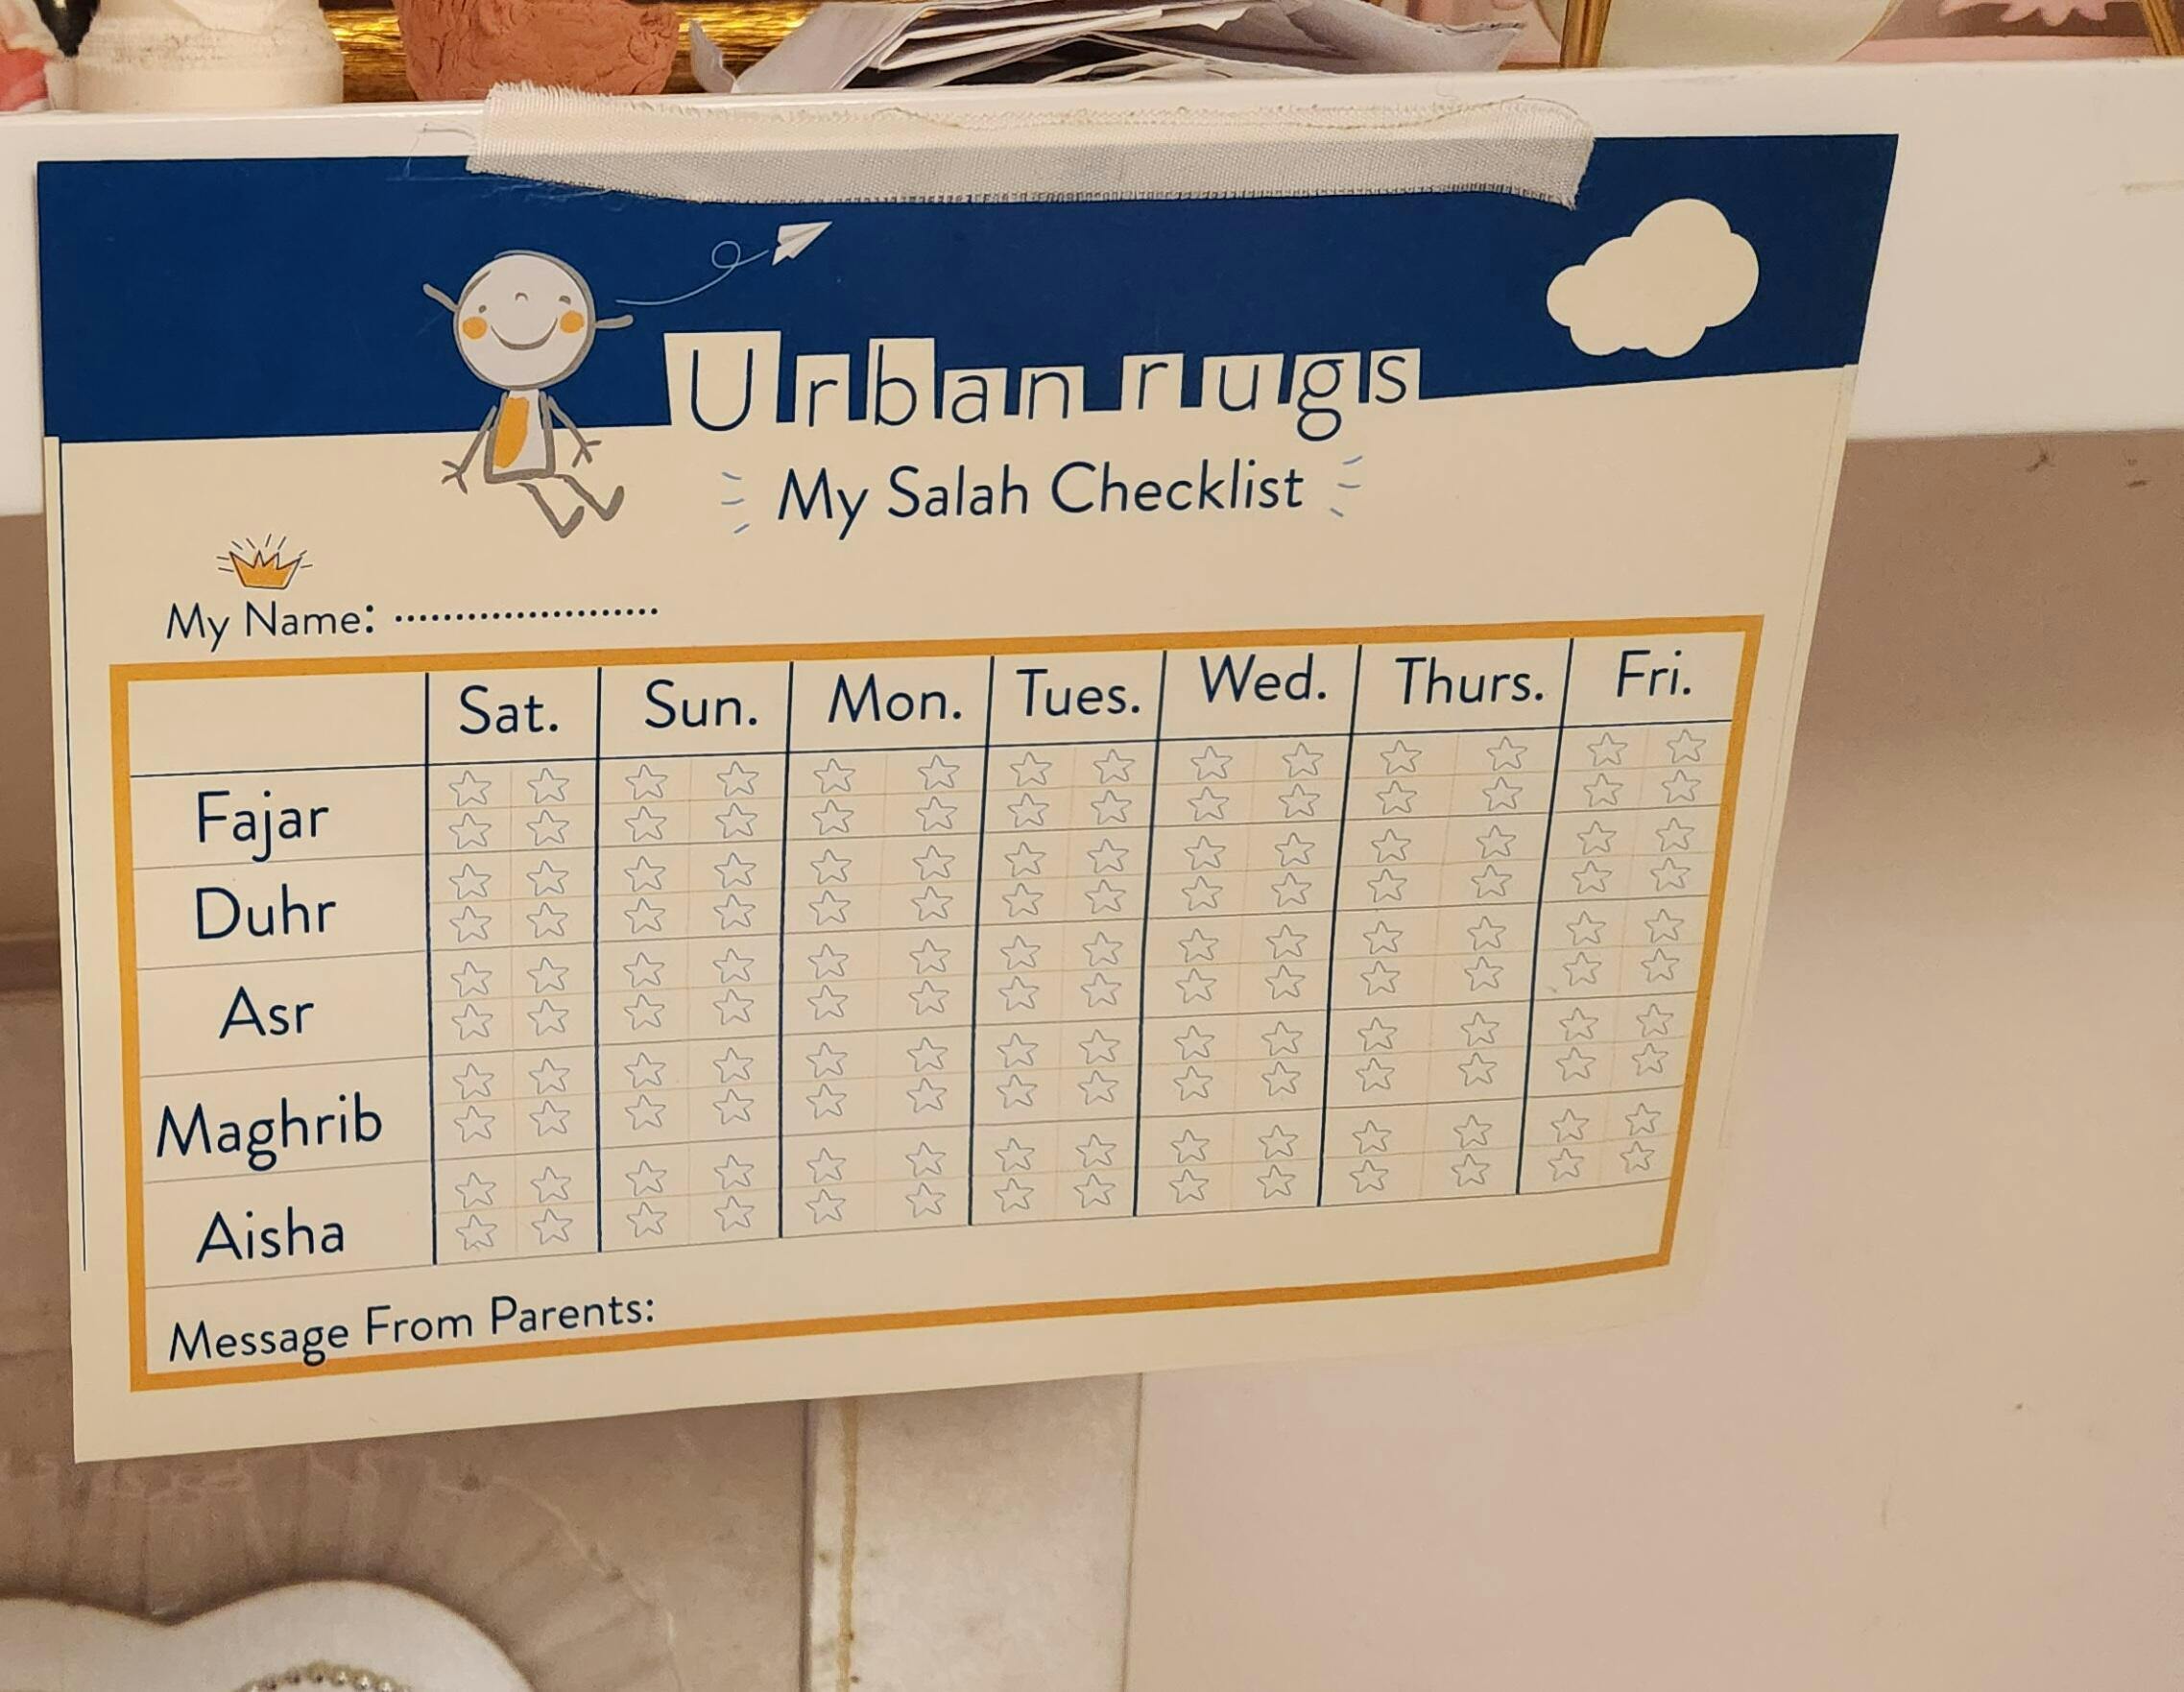 Urban rugs
My Salah Checklist
My Name: ......................
Sat. Sun. Mon. Tues. Wed. Thurs. Fri.
Fajar
Duhr
Asr
Maghrib
Aisha
Message From Parents: